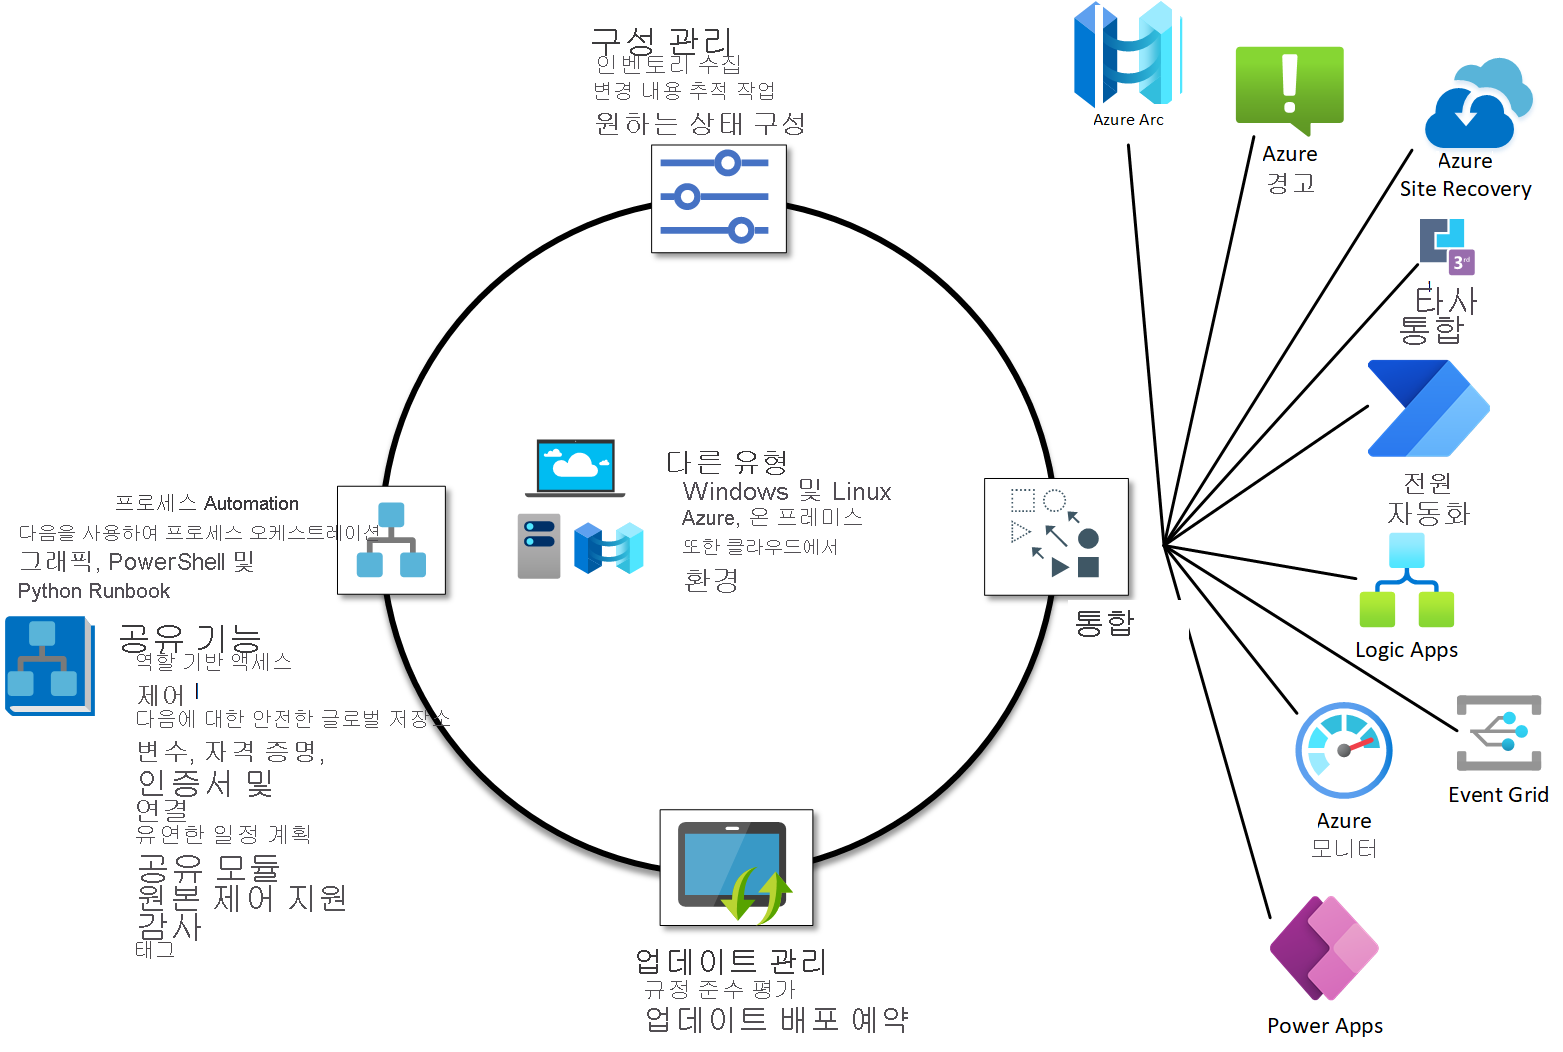 구성 관리
인벤토리 수집
변경 내용 추적 작업
원하는 상태 구성
Azure Arc
Azure
경고
Azure
Site Recovery
3rd
타사
통합
전원
자동화
Logic Apps
Event Grid
Azure
모니터
Power Apps
통합
다른 유형
Windows 및 Linux
Azure, 온 프레미스
또한 클라우드에서
환경
프로세스 Automation
다음을 사용하여 프로세스 오케스트레이션
그래픽, PowerShell 및
Python Runbook
공유 기능
역할 기반 액세스
제어
다음에 대한 안전한 글로벌 저장소
변수, 자격 증명,
인증서 및
연결
유연한 일정 계획
공유 모듈
원본 제어 지원
감사
태그
업데이트 관리
규정 준수 평가
업데이트 배포 예약